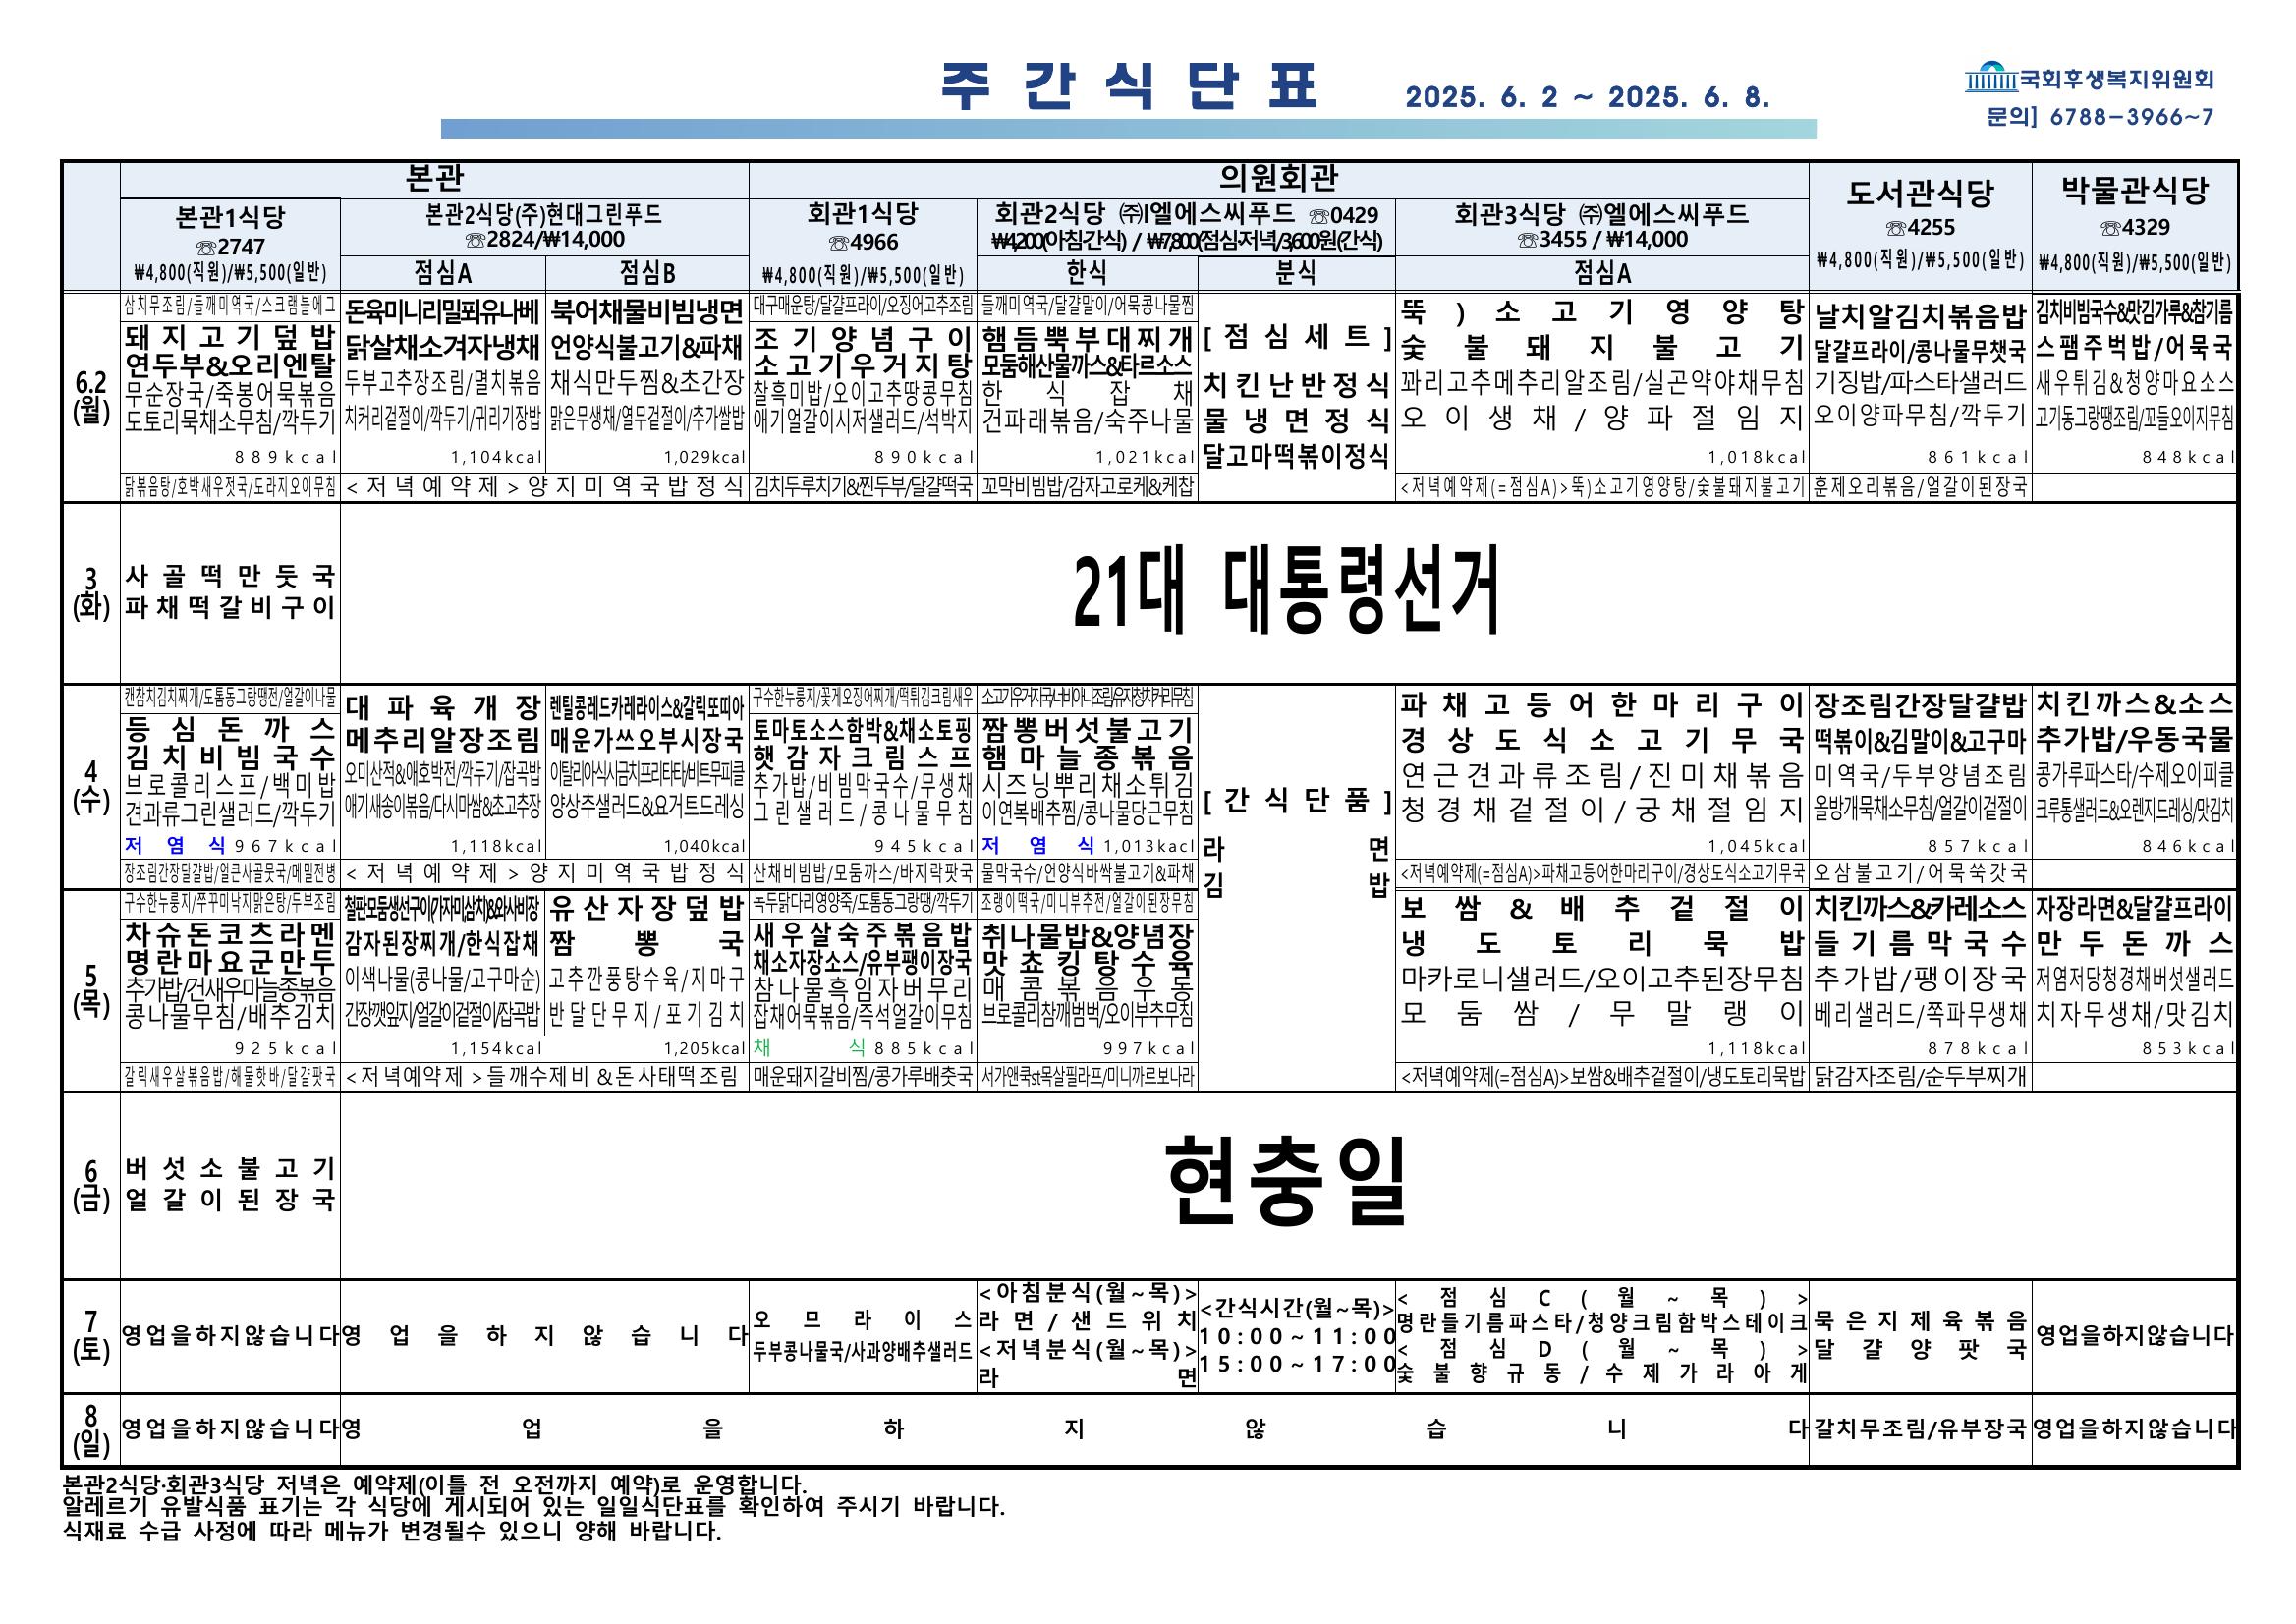 주간식단표
2025. 6. 2 ~ 2025. 6. 8.
국회후생복지위원회
문의] 6788-3966~7
본관
의원회관
도서관식당
☏4255
₩4,800(직원)/₩5,500(일반)
박물관식당
☏4329
₩4,800(직원)/₩5,500(일반)
본관1식당
☏2747
₩4,800(직원)/₩5,500(일반)
본관2식당(주)현대그린푸드
☏2824/₩14,000
점심A
점심B
회관1식당
☏4966
₩4,800(직원)/₩5,500(일반)
회관2식당 ㈜엘에스씨푸드 ☏0429
₩4,200(아침·간식) / ₩7,800(점심·저녁)/3,600원(간식)
한식
분식
회관3식당 ㈜엘에스씨푸드
☏3455 / ₩14,000
점심A
6.2
(월)
삼치무조림/들깨미역국/스크램블에그
돼지고기덮밥
연두부&오리엔탈
무순장국/죽봉어묵볶음
도토리묵채소무침/깍두기
889kcal
닭볶음탕/호박새우젓국/도라지오이무침
돈육미나리밀푀유나베
닭살채소겨자냉채
두부고추장조림/멸치볶음
치커리겉절이/깍두기/귀리기장밥
1,104kcal
북어채물비빔냉면
언양식불고기&파채
채식만두찜&초간장
맑은무생채/열무겉절이/추가쌀밥
1,029kcal
<저녁예약제>양지미역국밥정식
대구매운탕/달걀프라이/오징어고추조림
조기양념구이
소고기우거지탕
찰흑미밥/오이고추땅콩무침
애기얼갈이시저샐러드/석박지
890kcal
김치두루치기&찐두부/달걀떡국
들깨미역국/달걀말이/어묵콩나물찜
햄듬뿍부대찌개
모둠해산물까스&타르소스
한식잡채
건파래볶음/숙주나물
1,021kcal
꼬막비빔밥/감자고로케&케찹
[점심세트]
치킨난반정식
물냉면정식
달고마떡볶이정식
뚝)소고기영양탕
숯불돼지불고기
꽈리고추메추리알조림/실곤약야채무침
오이생채/양파절임지
1,018kcal
<저녁예약제(=점심A)>뚝)소고기영양탕/숯불돼지불고기
날치알김치볶음밥
달걀프라이/콩나물무챗국
기징밥/파스타샐러드
오이양파무침/깍두기
861kcal
훈제오리볶음/얼갈이된장국
김치비빔국수&맛김가루&참기름
스팸주먹밥/어묵국
새우튀김&청양마요소스
고기동그랑땡조림/꼬들오이지무침
848kcal
3
(화)
사골떡만둣국
파채떡갈비구이
21대 대통령선거
4
(수)
캔참치김치찌개/도톰동그랑땡전/얼갈이나물
등심돈까스
김치비빔국수
브로콜리스프/백미밥
견과류그린샐러드/깍두기
저염식 967kcal
장조림간장달걀밥/얼큰사골뭇국/메밀전병
대파육개장
메추리알장조림
오미산적&애호박전/깍두기/잡곡밥
애기새송이볶음/다시마쌈&초고추장
1,118kcal
렌틸콩레드카레라이스&갈릭또띠아
매운가쓰오부시장국
이탈리아식시금치프리타타/비트무피클
양상추샐러드&요거트드레싱
1,040kcal
<저녁예약제>양지미역국밥정식
구수한누룽지/꽃게오징어찌개/떡튀김크림새우
토마토소스함박&채소토핑
햇감자크림스프
추가밥/비빔막국수/무생채
그린샐러드/콩나물무침
945kcal
산채비빔밥/모둠까스/바지락팟국
소고기우거지국/너비아니조림/유자청치커리무침
짬뽕버섯불고기
햄마늘종볶음
시즈닝뿌리채소튀김
이연복배추찜/콩나물당근무침
저염식 1,013kacl
물막국수/언양식바싹불고기&파채
[간식단품]
라면
김밥
파채고등어한마리구이
경상도식소고기무국
연근견과류조림/진미채볶음
청경채겉절이/궁채절임지
1,045kcal
<저녁예약제(=점심A)>파채고등어한마리구이/경상도식소고기무국
장조림간장달걀밥
떡볶이&김말이&고구마
미역국/두부양념조림
올방개묵채소무침/얼갈이겉절이
857kcal
오삼불고기/어묵쑥갓국
치킨까스&소스
추가밥/우동국물
콩가루파스타/수제오이피클
크루통샐러드&오렌지드레싱/맛김치
846kcal
5
(목)
구수한누룽지/쭈꾸미낙지맑은탕/두부조림
차슈돈코츠라멘
명란마요군만두
추가밥/건새우마늘종볶음
콩나물무침/배추김치
925kcal
갈릭새우살볶음밥/해물핫바/달걀팟국
철판모둠생선구이(가자미,삼치)&와사비장
감자된장찌개/한식잡채
이색나물(콩나물/고구마순)
간장깻잎지/얼갈이겉절이/잡곡밥
1,154kcal
유산자장덮밥
짬뽕국
고추깐풍탕수육/지마구
반달단무지/포기김치
1,205kcal
<저녁예약제>들깨수제비&돈사태떡조림
녹두닭다리영양죽/도톰동그랑땡/깍두기
새우살숙주볶음밥
채소자장소스/유부팽이장국
참나물흑임자버무리
잡채어묵볶음/즉석얼갈이무침
채식 885kcal
매운돼지갈비찜/콩가루배춧국
조랭이떡국/미니부추전/얼갈이된장무침
취나물밥&양념장
맛쵸킹탕수육
매콤볶음우동
브로콜리참깨범벅/오이부추무침
997kcal
서가앤쿡st목살필라프/미니까르보나라
보쌈&배추겉절이
냉도토리묵밥
마카로니샐러드/오이고추된장무침
모둠쌈/무말랭이
1,118kcal
<저녁예약제(=점심A)>보쌈&배추겉절이/냉도토리묵밥
치킨까스&카레소스
들기름막국수
추가밥/팽이장국
베리샐러드/쪽파무생채
878kcal
닭감자조림/순두부찌개
자장라면&달걀프라이
만두돈까스
저염저당청경채버섯샐러드
치자무생채/맛김치
853kcal
6
(금)
버섯소불고기
얼갈이된장국
현충일
7
(토)
영업을하지않습니다
영업을하지않습니다
오므라이스
두부콩나물국/사과양배추샐러드
<아침분식(월~목)>
라면/샌드위치
<저녁분식(월~목)>
라면
<간식시간(월~목)>
10:00~11:00
15:00~17:00
<점심C(월~목)>
명란들기름파스타/청양크림함박스테이크
<점심D(월~목)>
숯불향규동/수제가라아게
묵은지제육볶음
달걀양팟국
영업을하지않습니다
8
(일)
영업을하지않습니다
영업을하지않습니다
갈치무조림/유부장국
영업을하지않습니다
본관2식당·회관3식당 저녁은 예약제(이틀 전 오전까지 예약)로 운영합니다.
알레르기 유발식품 표기는 각 식당에 게시되어 있는 일일식단표를 확인하여 주시기 바랍니다.
식재료 수급 사정에 따라 메뉴가 변경될수 있으니 양해 바랍니다.